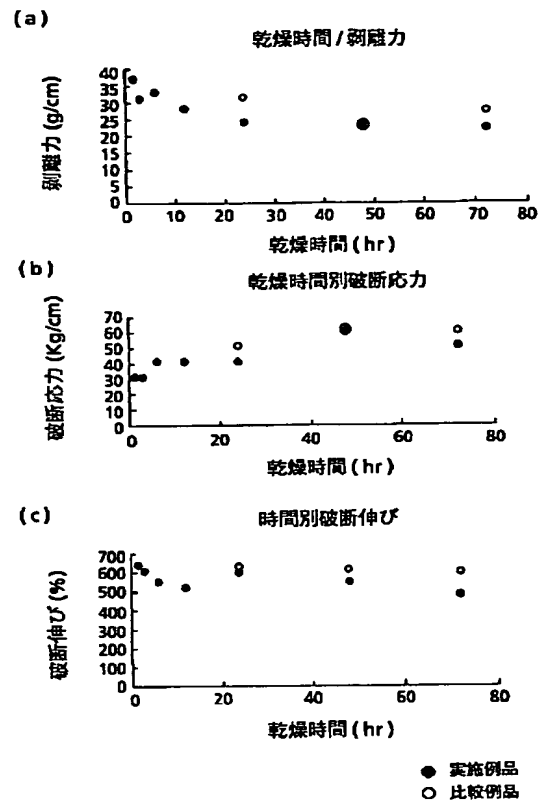 (a)
乾燥時間/剥離力
剥離力 (g/cm)
40
35
30
25
20
15
10
5
0
0 10 20 30 40 50 60 70 80
乾燥時間 (hr)
(b)
乾燥時間別破断応力
破断応力 (Kg/cm)
70
60
50
40
30
20
10
0
0 20 40 60 80
乾燥時間 (hr)
(c)
時間別破断伸び
破断伸び (%)
700
600
500
400
300
200
100
0
0 20 40 60 80
乾燥時間 (hr)
● 実施例品
○ 比較例品